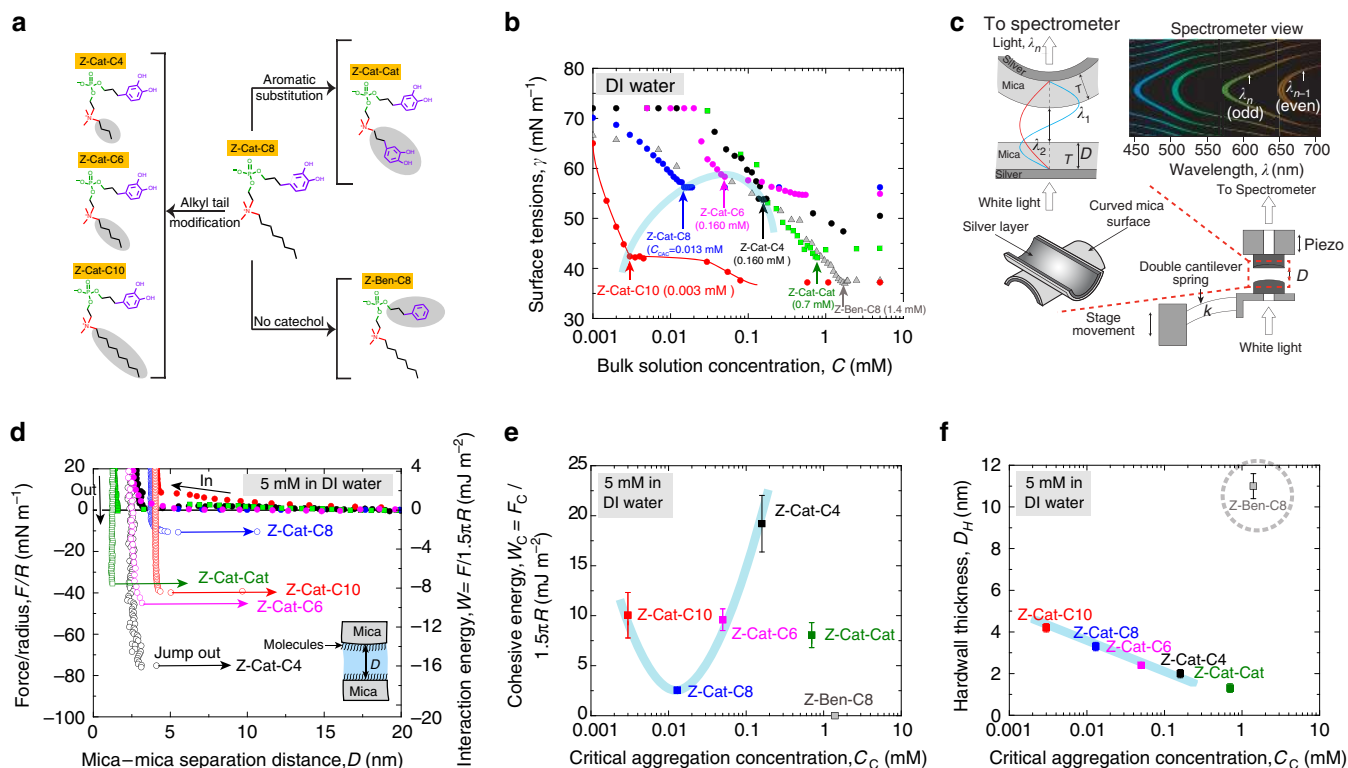 a
Z-Cat-C4
Z-Cat-C6
Z-Cat-C10
Z-Cat-C8
Alkyl tail
modification
Aromatic
substitution
No catechol
Z-Cat-Cat
Z-Ben-C8
b
DI water
Surface tensions, γ (mN m⁻¹)
80
70
60
50
40
30
Z-Cat-C8
(C_CAC=0.013 mM
Z-Cat-C6
(0.160 mM)
Z-Cat-C4
(0.160 mM )
Z-Cat-C10 (0.003 mM )
Z-Cat-Cat
(0.7 mM)
Z-Ben-C8 (1.4 mM)
0.001 0.01 0.1 1 10
Bulk solution concentration, C (mM)
c
To spectrometer
Light, λn
Silver
Mica
T
λ1
λ2
Mica
T
D
Silver
White light
Spectrometer view
λn
(odd)
λn−1
(even)
450 500 550 600 650 700
Wavelength, λ (nm)
To Spectrometer
Curved mica
surface
Silver layer
Piezo
D
Double cantilever
spring
k
Stage
movement
White light
d
5 mM in DI water
In
Out
Force/radius, F/R (mN m⁻¹)
20
0
−20
−40
−60
−80
−100
Z-Cat-C8
Z-Cat-Cat
Z-Cat-C10
Z-Cat-C6
Jump out
Z-Cat-C4
Molecules
Mica
D
Mica
4
0
−4
−8
−12
−16
−20
Interaction energy, W= F/1.5πR (mJ m⁻²)
0 5 10 15 20
Mica–mica separation distance, D (nm)
e
5 mM in
DI water
Cohesive energy, W_C = F_C /
1.5πR (mJ m⁻²)
25
20
15
10
5
0
Z-Cat-C4
Z-Cat-C10
Z-Cat-C6
Z-Cat-Cat
Z-Cat-C8
Z-Ben-C8
0.001 0.01 0.1 1 10
Critical aggregation concentration, C_C (mM)
f
5 mM in
DI water
Hardwall thickness, D_H (nm)
12
10
8
6
4
2
0
Z-Ben-C8
Z-Cat-C10
Z-Cat-C8
Z-Cat-C6
Z-Cat-C4
Z-Cat-Cat
0.001 0.01 0.1 1 10
Critical aggregation concentration, C_C (mM)